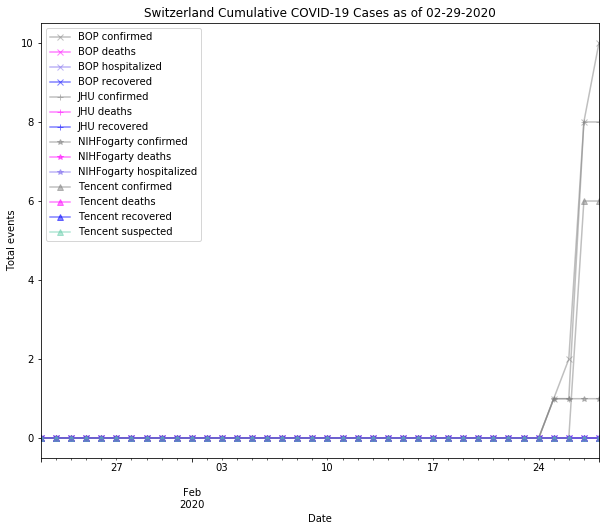 Switzerland Cumulative COVID-19 Cases as of 02-29-2020
BOP confirmed
BOP deaths
BOP hospitalized
BOP recovered
JHU confirmed
JHU deaths
JHU recovered
NIHFogarty confirmed
NIHFogarty deaths
NIHFogarty hospitalized
Tencent confirmed
Tencent deaths
Tencent recovered
Tencent suspected
Total events
10
8
6
4
2
0
27
03
10
17
24
Feb
2020
Date